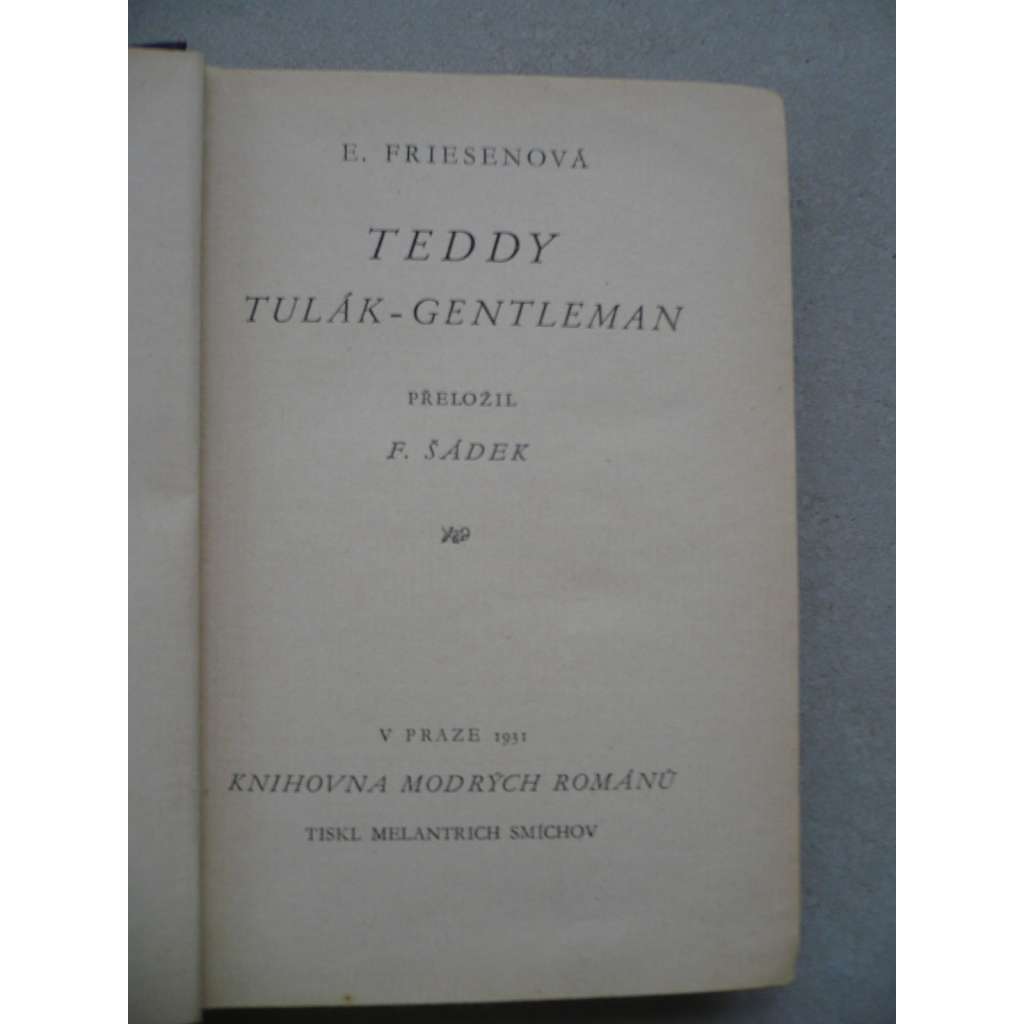 E. FRIESENOVÁ
TEDDY
TULÁK-GENTLEMAN
PŘELOŽIL
F. ŠÁDEK
V PRAZE 1931
KNIHOVNA MODRÝCH ROMÁNŮ
TISKL MELANTRICH SMÍCHOV